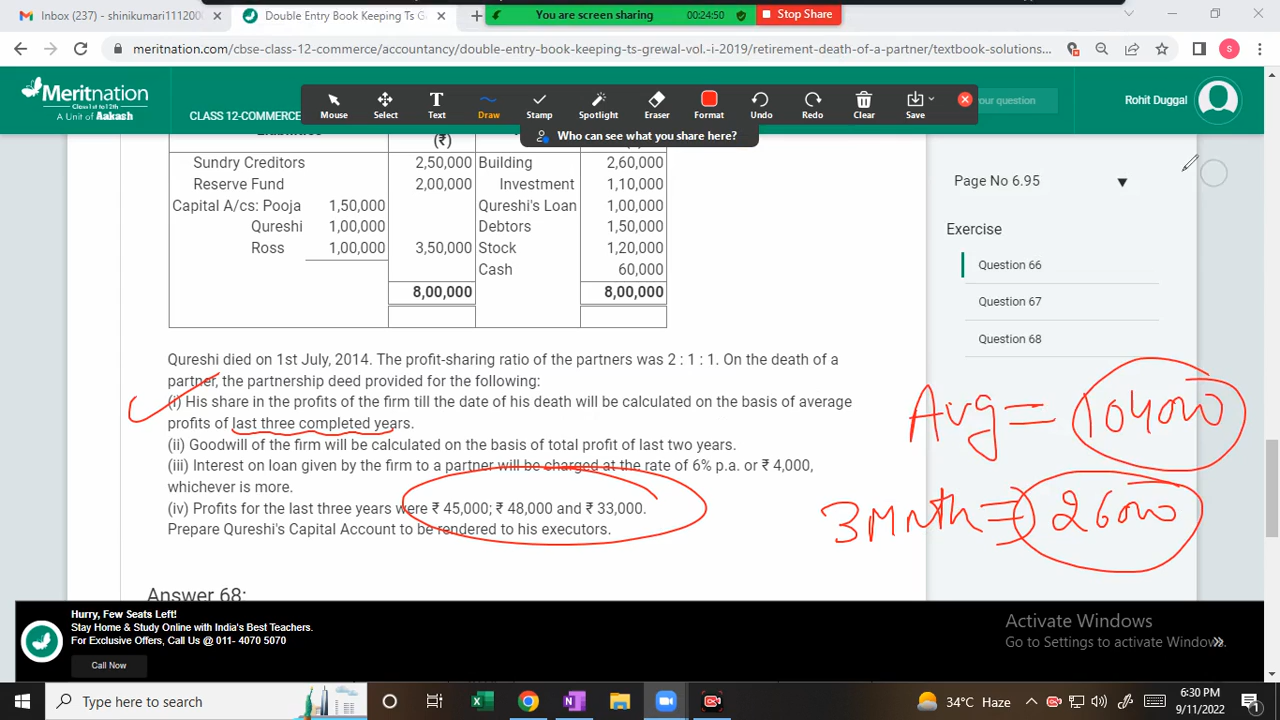 Inbox (237) - shinikumari111200
Double Entry Book Keeping Ts G
You are screen sharing
00:24:50
Stop Share
meritnation.com/cbse-class-12-commerce/accountancy/double-entry-book-keeping-ts-grewal-vol.-i-2019/retirement-death-of-a-partner/textbook-solutions...
S
Meritnation
Class 1st to 12th
A Unit of Aakash
CLASS 12-COMMERCE
Mouse
Select
Text
Draw
Stamp
Spotlight
Eraser
Format
Undo
Redo
Clear
Save
your question
Rohit Duggal
Who can see what you share here?
Liabilities
(₹)
Sundry Creditors 2,50,000 Building 2,60,000
Reserve Fund 2,00,000 Investment 1,10,000
Capital A/cs: Pooja 1,50,000 Qureshi's Loan 1,00,000
Qureshi 1,00,000 Debtors 1,50,000
Ross 1,00,000 3,50,000 Stock 1,20,000
Cash 60,000
8,00,000 8,00,000
Qureshi died on 1st July, 2014. The profit-sharing ratio of the partners was 2 : 1 : 1. On the death of a
partner, the partnership deed provided for the following:
(i) His share in the profits of the firm till the date of his death will be calculated on the basis of average
profits of last three completed years.
(ii) Goodwill of the firm will be calculated on the basis of total profit of last two years.
(iii) Interest on loan given by the firm to a partner will be charged at the rate of 6% p.a. or ₹ 4,000,
whichever is more.
(iv) Profits for the last three years were ₹ 45,000; ₹ 48,000 and ₹ 33,000.
Prepare Qureshi's Capital Account to be rendered to his executors.
Answer 68:
Page No 6.95
Exercise
Question 66
Question 67
Question 68
Avg = 104000
3 Mnth = 26000
Hurry, Few Seats Left!
Stay Home & Study Online with India's Best Teachers.
For Exclusive Offers, Call Us @ 011- 4070 5070
Call Now
Activate Windows
Go to Settings to activate Windows.
Type here to search
34°C Haze
6:30 PM
9/11/2022
1